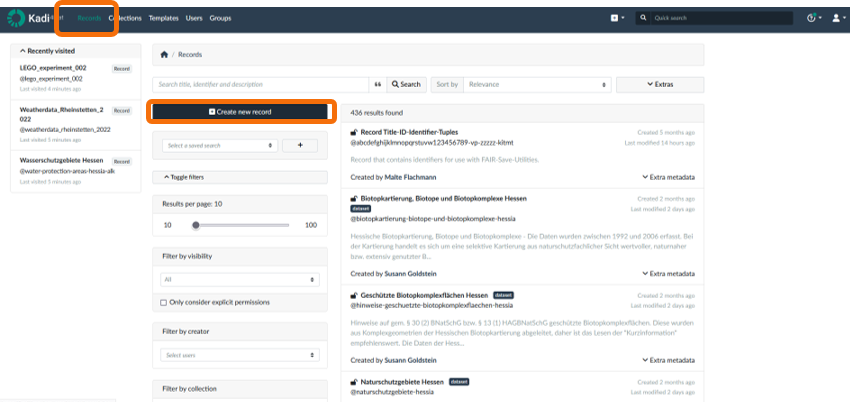 Kadi
Records
Collections
Templates
Users
Groups
Quick search
Recently visited
LEGO_experiment_002
Record
@lego_experiment_002
Last visited 4 minutes ago
Weatherdata_Rheinstetten_2
022
Record
@weatherdata_rheinstetten_2022
Last visited 5 minutes ago
Wasserschutzgebiete Hessen
Record
@water-protection-areas-hessia-alk
Last visited 5 minutes ago
/ Records
Search title, identifier and description
Search
Sort by
Relevance
Extras
Create new record
Select a saved search
Toggle filters
Results per page: 10
10
100
Filter by visibility
All
Only consider explicit permissions
Filter by creator
Select users
Filter by collection
436 results found
Record Title-ID-Identifier-Tuples
Created 5 months ago
@abcdefghijklmnopqrstuvw123456789-vp-zzzzz-kitmt
Last modified 14 hours ago
Record that contains identifiers for use with FAIR-Save-Utilities.
Created by Malte Flachmann
Extra metadata
Biotopkartierung, Biotope und Biotopkomplexe Hessen
Created 2 months ago
dataset
Last modified 2 days ago
@biotopkartierung-biotope-und-biotopkomplexe-hessia
Hessische Biotopkartierung, Biotope und Biotopkomplexe - Die Daten wurden zwischen 1992 und 2006 erfasst. Bei
der Kartierung handelt es sich um eine selektive Kartierung aus naturschutzfachlicher Sicht wertvoller, naturnaher
bzw. extensiv genutzter B...
Created by Susann Goldstein
Extra metadata
Geschützte Biotopkomplexflächen Hessen
dataset
Created 2 months ago
@hinweise-geschuetzte-biotopkomplexflaechen-hessia
Last modified 2 days ago
Hinweise auf gem. § 30 (2) BNatSchG bzw. § 13 (1) HAGBNatSchG geschützte Biotopkomplexflächen. Diese wurden
aus Komplexgeometrien der Hessischen Biotopkartierung abgeleitet, daher ist das Lesen der "Kurzinformation"
empfehlenswert. Die Daten der Hess...
Created by Susann Goldstein
Extra metadata
Naturschutzgebiete Hessen
dataset
Created 2 months ago
@naturschutzgebiete-hessia
Last modified 2 days ago